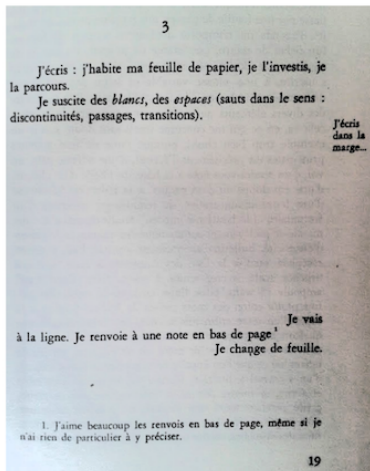 3
J'écris : j'habite ma feuille de papier, je l'investis, je
la parcours.
Je suscite des blancs, des espaces (sauts dans le sens :
discontinuités, passages, transitions).
J'écris
dans la
marge...
Je vais
à la ligne. Je renvoie à une note en bas de page ¹
Je change de feuille.
1. J'aime beaucoup les renvois en bas de page, même si je
n'ai rien de particulier à y préciser.
19